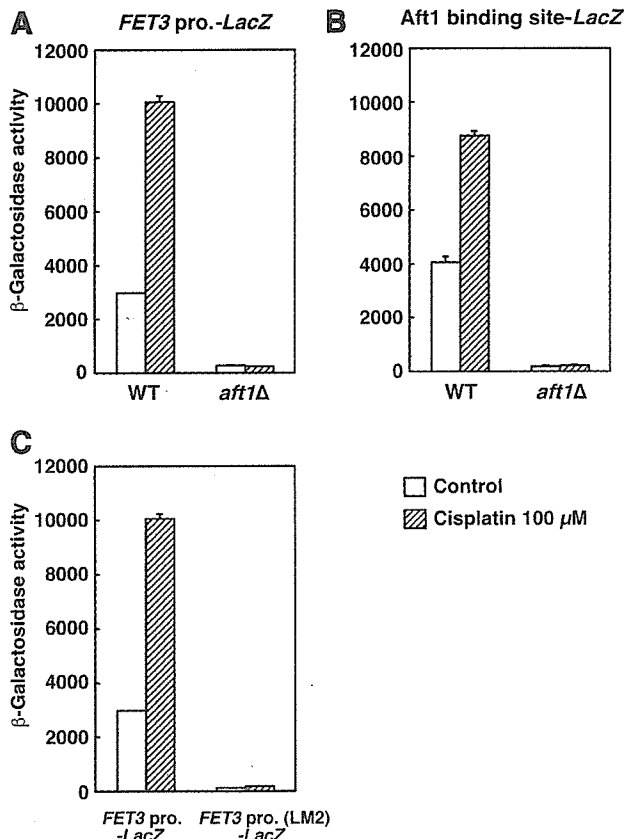 A
FET3 pro.-LacZ
12000
10000
8000
6000
4000
2000
0
β-Galactosidase activity
WT
aft1Δ
B
Aft1 binding site-LacZ
12000
10000
8000
6000
4000
2000
0
WT
aft1Δ
C
12000
10000
8000
6000
4000
2000
0
β-Galactosidase activity
FET3 pro.
-LacZ
FET3 pro. (LM2)
-LacZ
Control
Cisplatin 100 μM